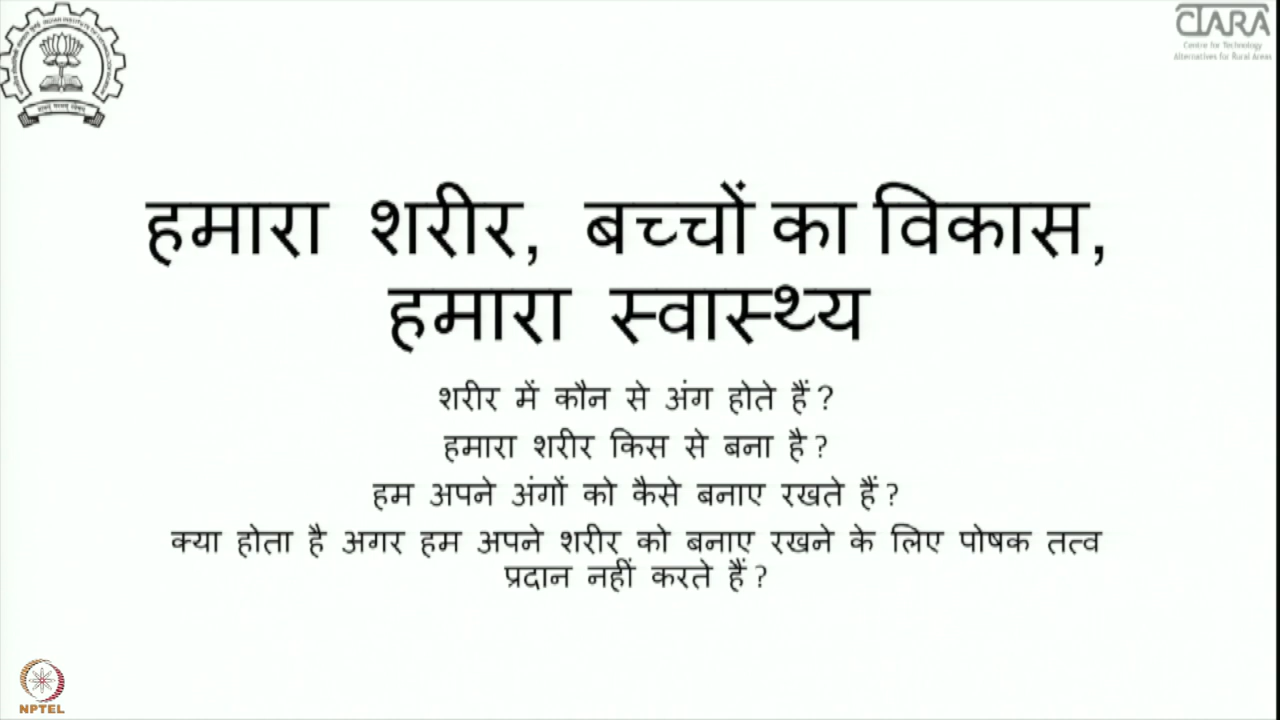 CTARA
Centre for Technology
Alternatives for Rural Areas
हमारा शरीर, बच्चों का विकास,
हमारा स्वास्थ्य
शरीर में कौन से अंग होते हैं?
हमारा शरीर किस से बना है?
हम अपने अंगों को कैसे बनाए रखते हैं?
क्या होता है अगर हम अपने शरीर को बनाए रखने के लिए पोषक तत्व
प्रदान नहीं करते हैं?
NPTEL